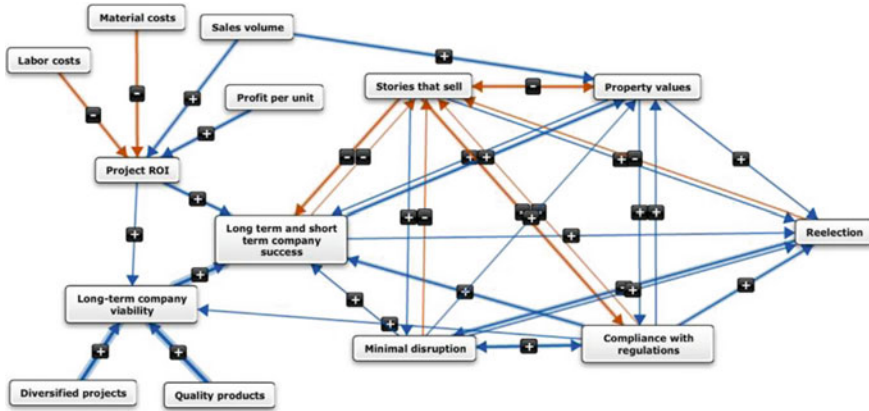 Material costs
Sales volume
Labor costs
Stories that sell
Property values
Profit per unit
Project ROI
Long term and short
term company
success
Reelection
Long-term company
viability
Minimal disruption
Compliance with
regulations
Diversified projects
Quality products